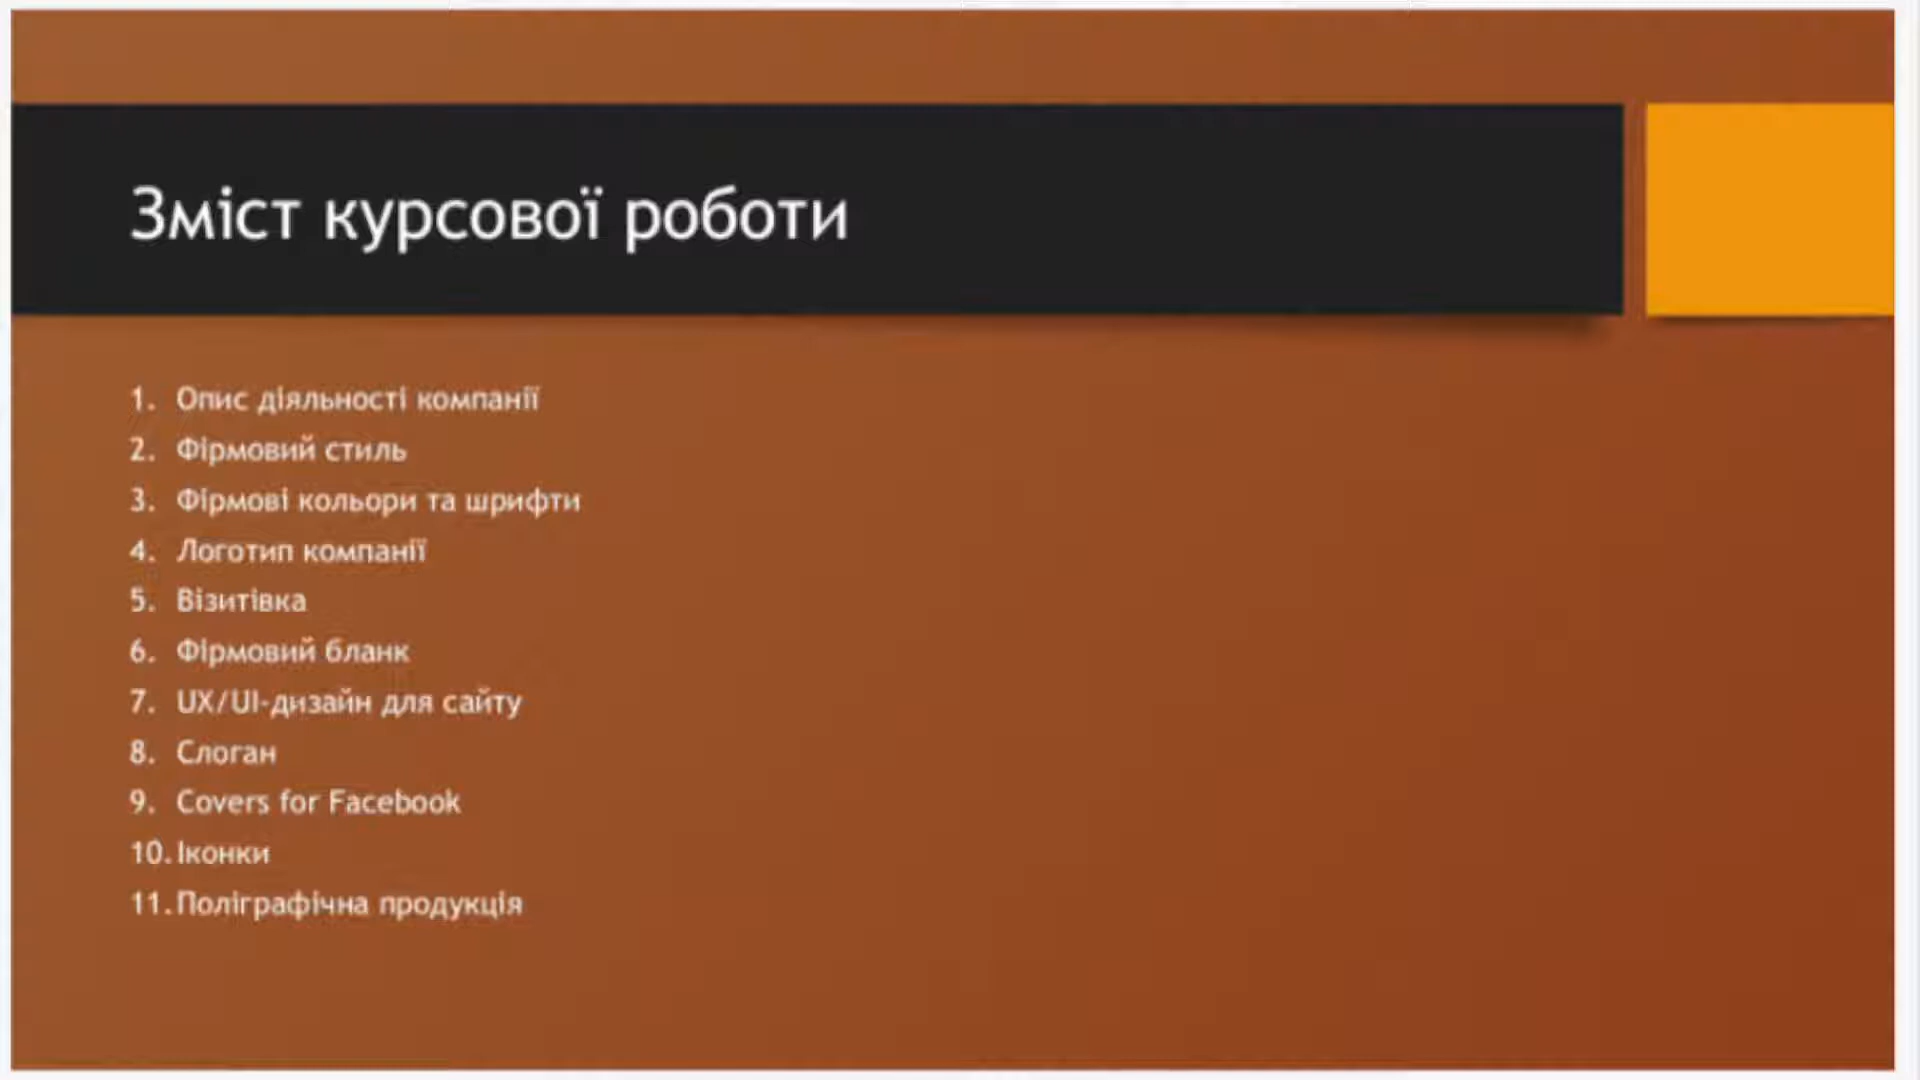 Зміст курсової роботи
1. Опис діяльності компанії
2. Фірмовий стиль
3. Фірмові кольори та шрифти
4. Логотип компанії
5. Візитівка
6. Фірмовий бланк
7. UX/UI-дизайн для сайту
8. Слоган
9. Covers for Facebook
10. Іконки
11. Поліграфічна продукція